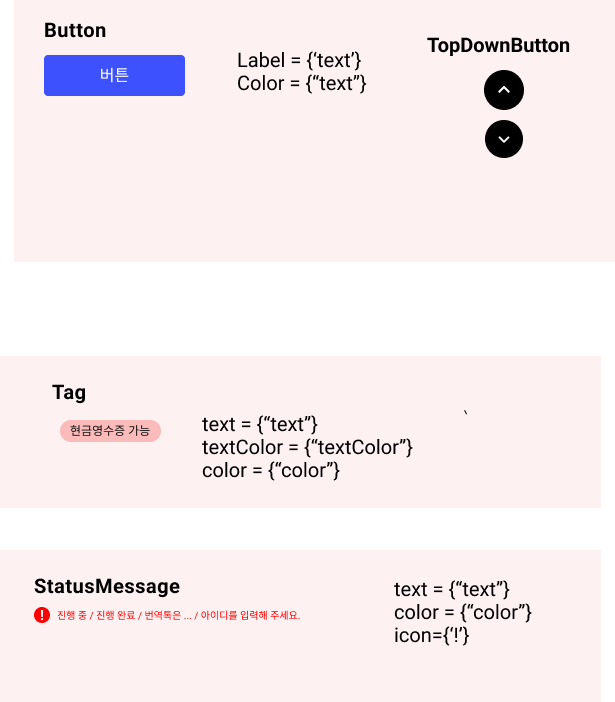 Button
버튼
Label = {‘text’}
Color = {“text”}
TopDownButton
Tag
현금영수증 가능
text = {“text”}
textColor = {“textColor”}
color = {“color”}
`
StatusMessage
! 진행 중 / 진행 완료 / 번역톡은 ... / 아이디를 입력해 주세요.
text = {“text”}
color = {“color”}
icon={‘!’}